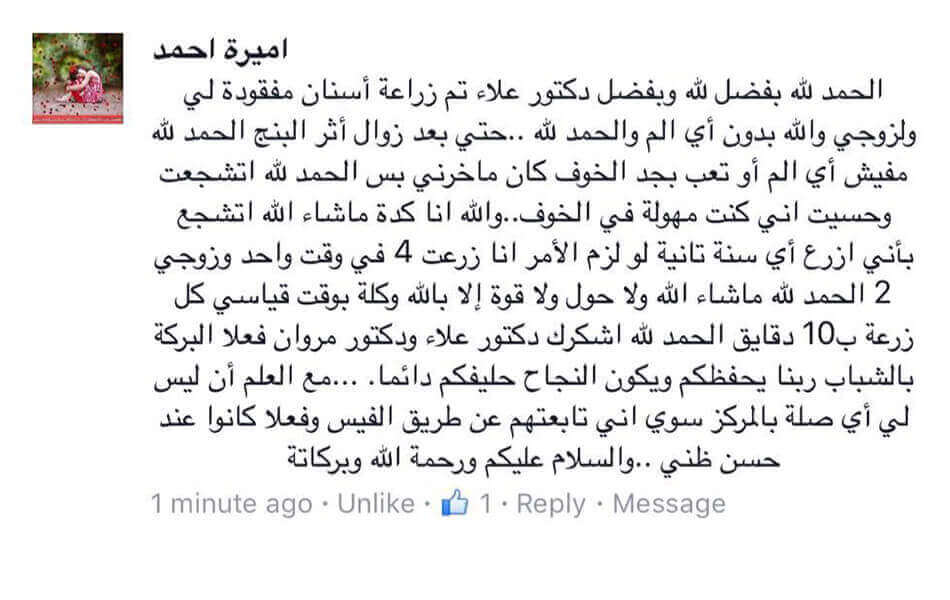 اميرة احمد
الحمد لله بفضل لله وبفضل دكتور علاء تم زراعة أسنان مفقودة لي
ولزوجي والله بدون أي الم والحمد لله ..حتي بعد زوال أثر البنج الحمد لله
مفيش أي الم أو تعب بجد الخوف كان ماخرني بس الحمد لله اتشجعت
وحسيت اني كنت مهولة في الخوف..والله انا كدة ماشاء الله اتشجع
بأني ازرع أي سنة تانية لو لزم الأمر انا زرعت 4 في وقت واحد وزوجي
2 الحمد لله ماشاء الله ولا حول ولا قوة إلا بالله وكلة بوقت قياسي كل
زرعة ب10 دقايق الحمد لله اشكرك دكتور علاء ودكتور مروان فعلا البركة
بالشباب ربنا يحفظكم ويكون النجاح حليفكم دائما. ...مع العلم أن ليس
لي أي صلة بالمركز سوي اني تابعتهم عن طريق الفيس وفعلا كانوا عند
حسن ظني ..والسلام عليكم ورحمة الله وبركاتة
1 minute ago · Unlike · 1 · Reply · Message